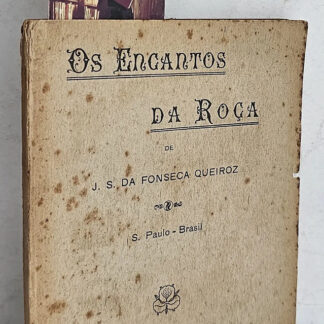 Os Encantos
da Roça
DE
J. S. DA FONSECA QUEIROZ
S. Paulo - Brasil